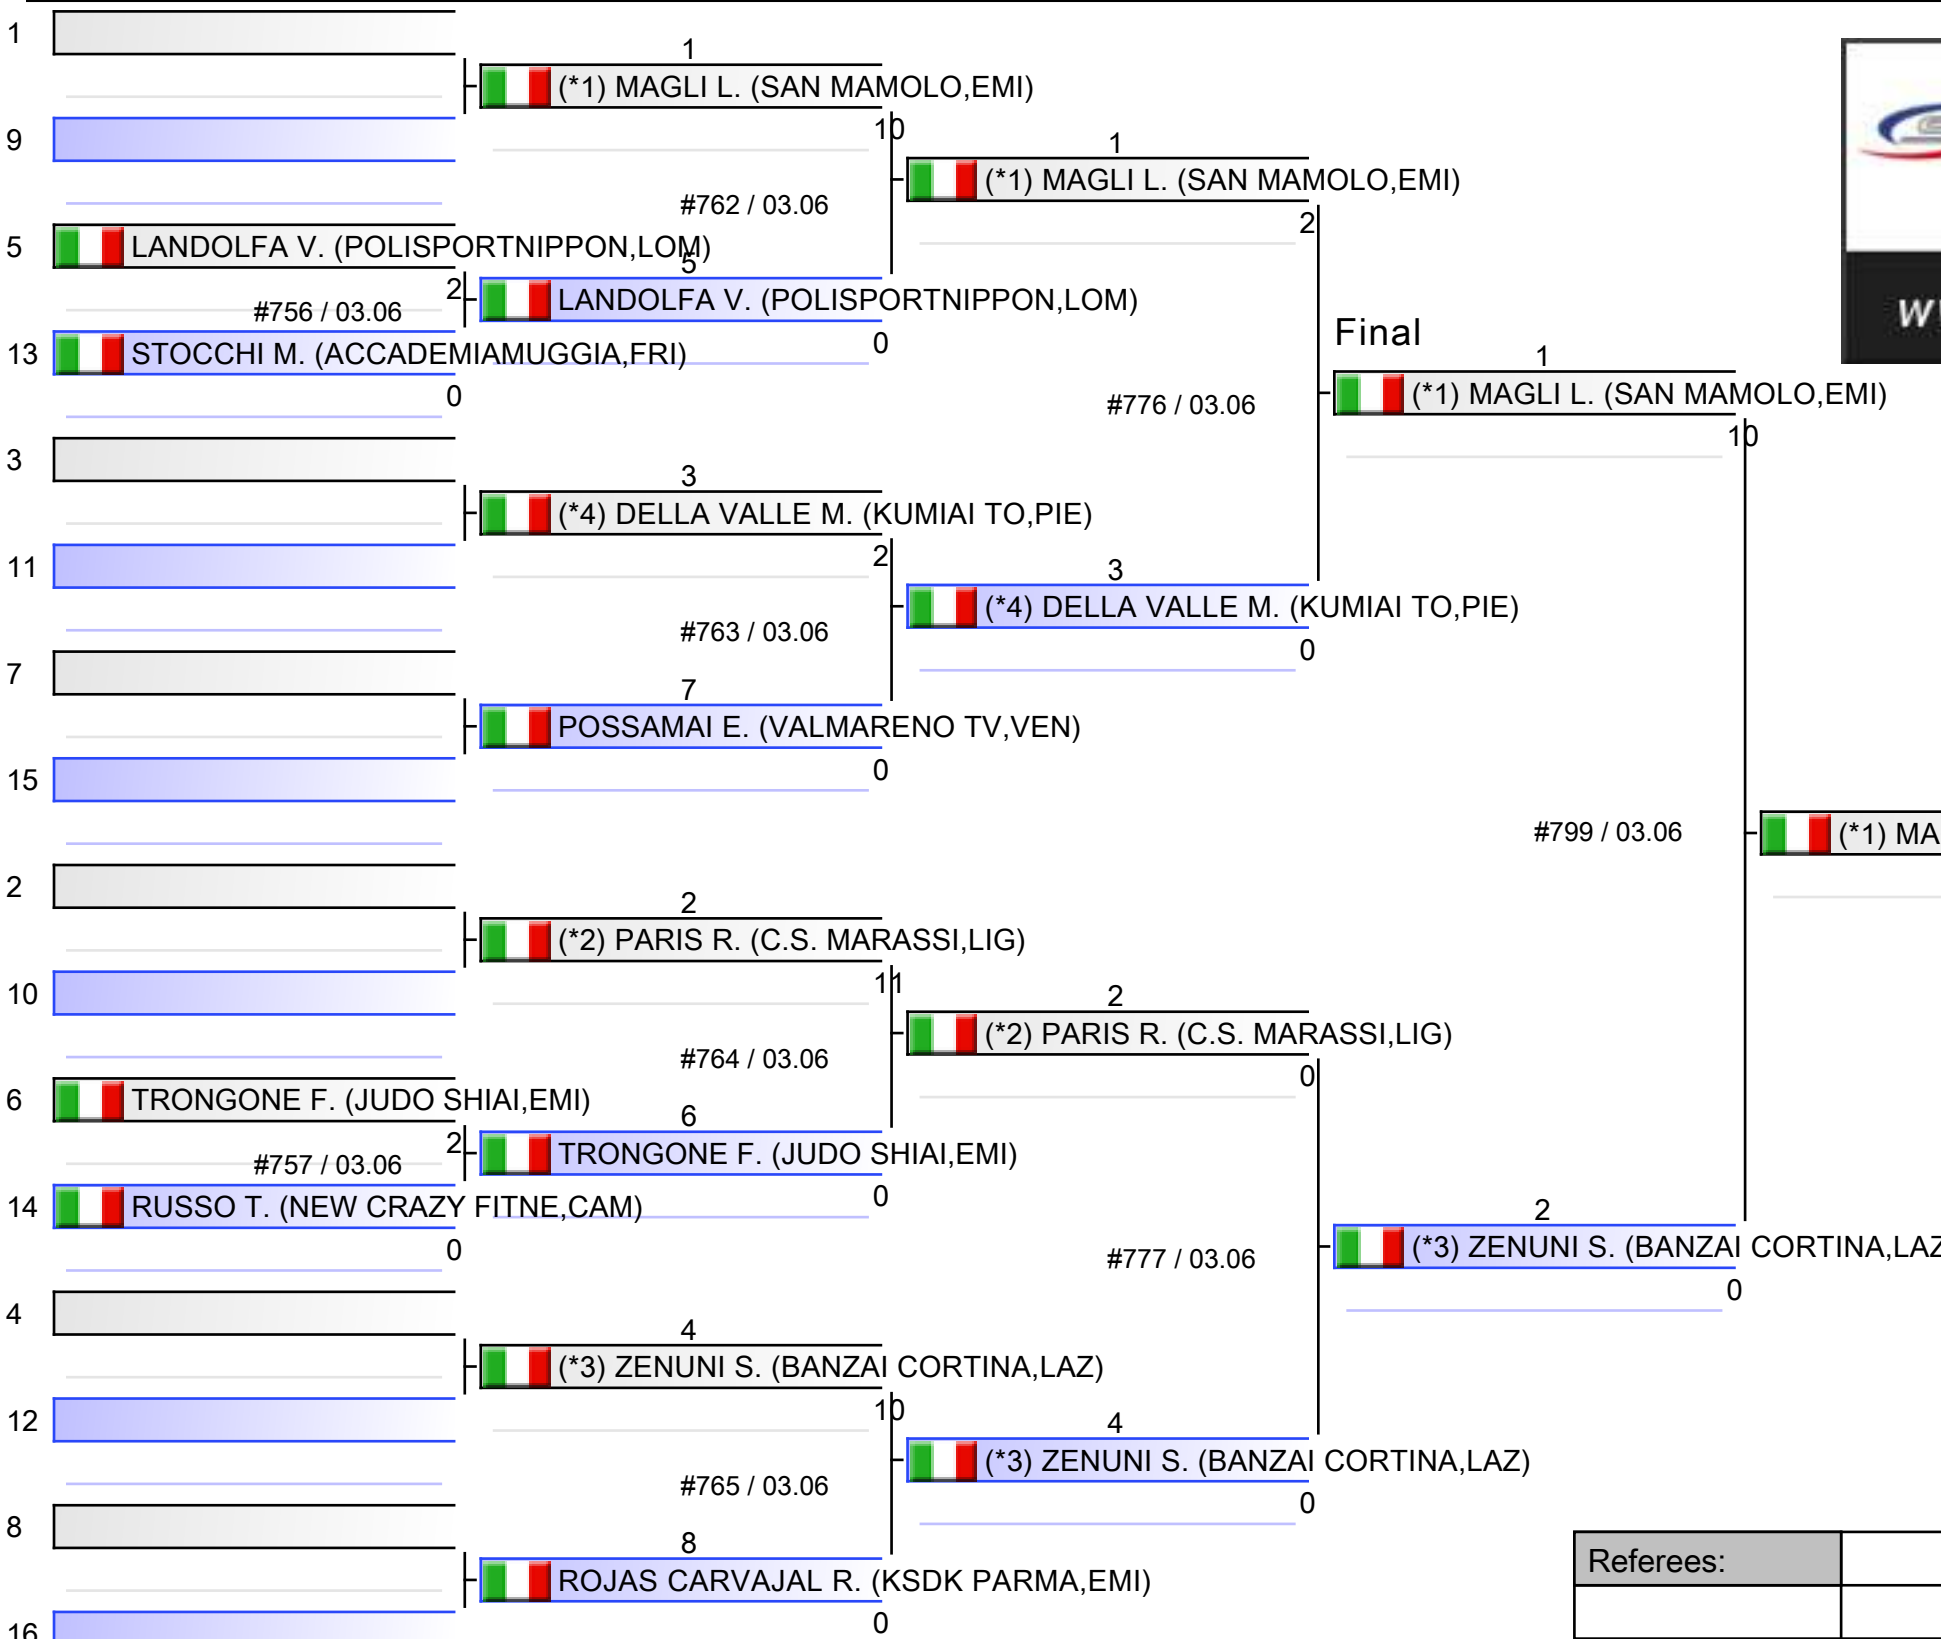 1
1
(*1) MAGLI L. (SAN MAMOLO,EMI)
10
9
1
(*1) MAGLI L. (SAN MAMOLO,EMI)
#762 / 03.06
2
5
LANDOLFA V. (POLISPORTNIPPON,LOM)
5
2
LANDOLFA V. (POLISPORTNIPPON,LOM)
#756 / 03.06
Final
13
STOCCHI M. (ACCADEMIAMUGGIA,FRI)
0
1
0
(*1) MAGLI L. (SAN MAMOLO,EMI)
#776 / 03.06
10
3
3
(*4) DELLA VALLE M. (KUMIAI TO,PIE)
2
11
3
(*4) DELLA VALLE M. (KUMIAI TO,PIE)
#763 / 03.06
0
7
7
POSSAMAI E. (VALMARENO TV,VEN)
0
15
#799 / 03.06
(*1) MA
2
2
(*2) PARIS R. (C.S. MARASSI,LIG)
11
10
2
(*2) PARIS R. (C.S. MARASSI,LIG)
#764 / 03.06
0
6
TRONGONE F. (JUDO SHIAI,EMI)
6
2
TRONGONE F. (JUDO SHIAI,EMI)
#757 / 03.06
0
14
RUSSO T. (NEW CRAZY FITNE,CAM)
0
2
(*3) ZENUNI S. (BANZAI CORTINA,LAZ
#777 / 03.06
0
4
4
(*3) ZENUNI S. (BANZAI CORTINA,LAZ)
10
12
4
(*3) ZENUNI S. (BANZAI CORTINA,LAZ)
#765 / 03.06
0
8
8
ROJAS CARVAJAL R. (KSDK PARMA,EMI)
0
Referees:
16